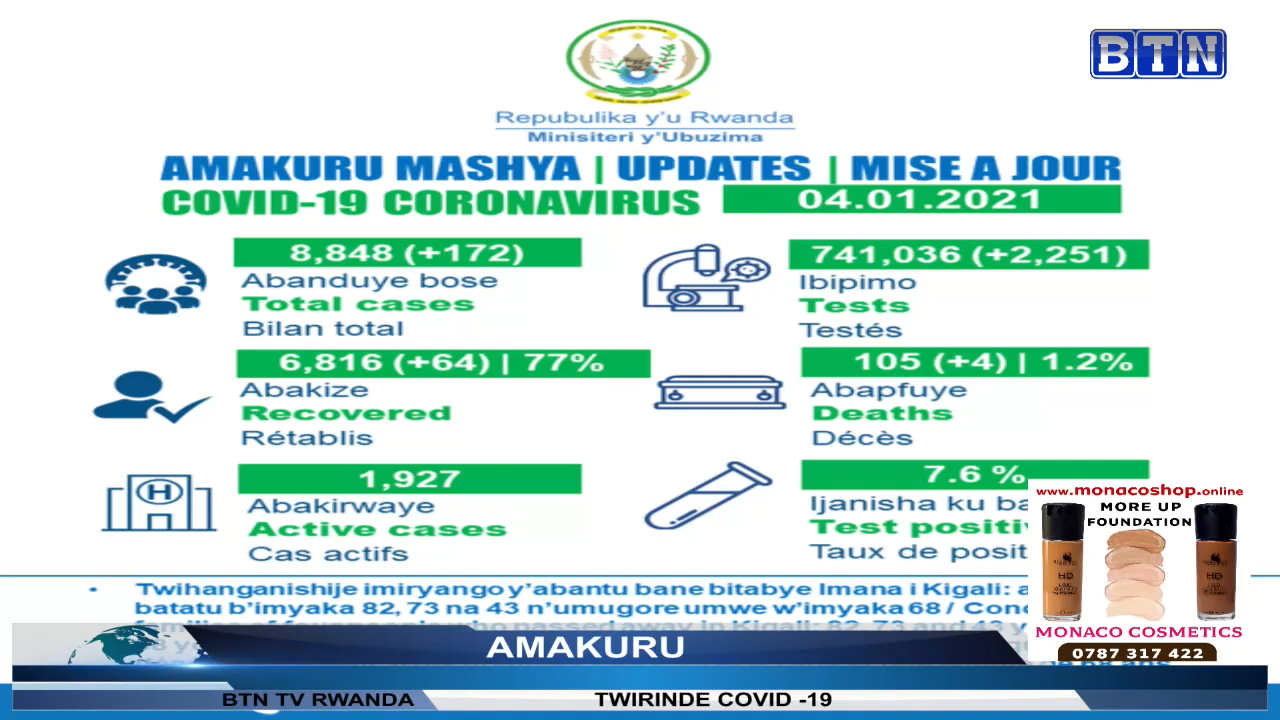 BTN
Repubulika y'u Rwanda
Minisiteri y'Ubuzima
AMAKURU MASHYA | UPDATES | MISE A JOUR
COVID-19 CORONAVIRUS 04.01.2021
8,848 (+172)
Abanduye bose
Total cases
Bilan total
741,036 (+2,251)
Ibipimo
Tests
Testés
6,816 (+64) | 77%
Abakize
Recovered
Rétablis
105 (+4) | 1.2%
Abapfuye
Deaths
Décès
1,927
Abakirwaye
Active cases
Cas actifs
7.6 %
Ijanisha ku
Test
Taux de
www.monacoshop.online
MORE UP
FOUNDATION
HD
HD
MONACO COSMETICS
0787 317 422
• Twihanganishije imiryango y'abantu bane bitabye Imana i Kigali:
batatu b'imyaka 82, 73 na 43 n'umugore umwe w'imyaka 68 /
AMAKURU
BTN TV RWANDA
TWIRINDE COVID -19